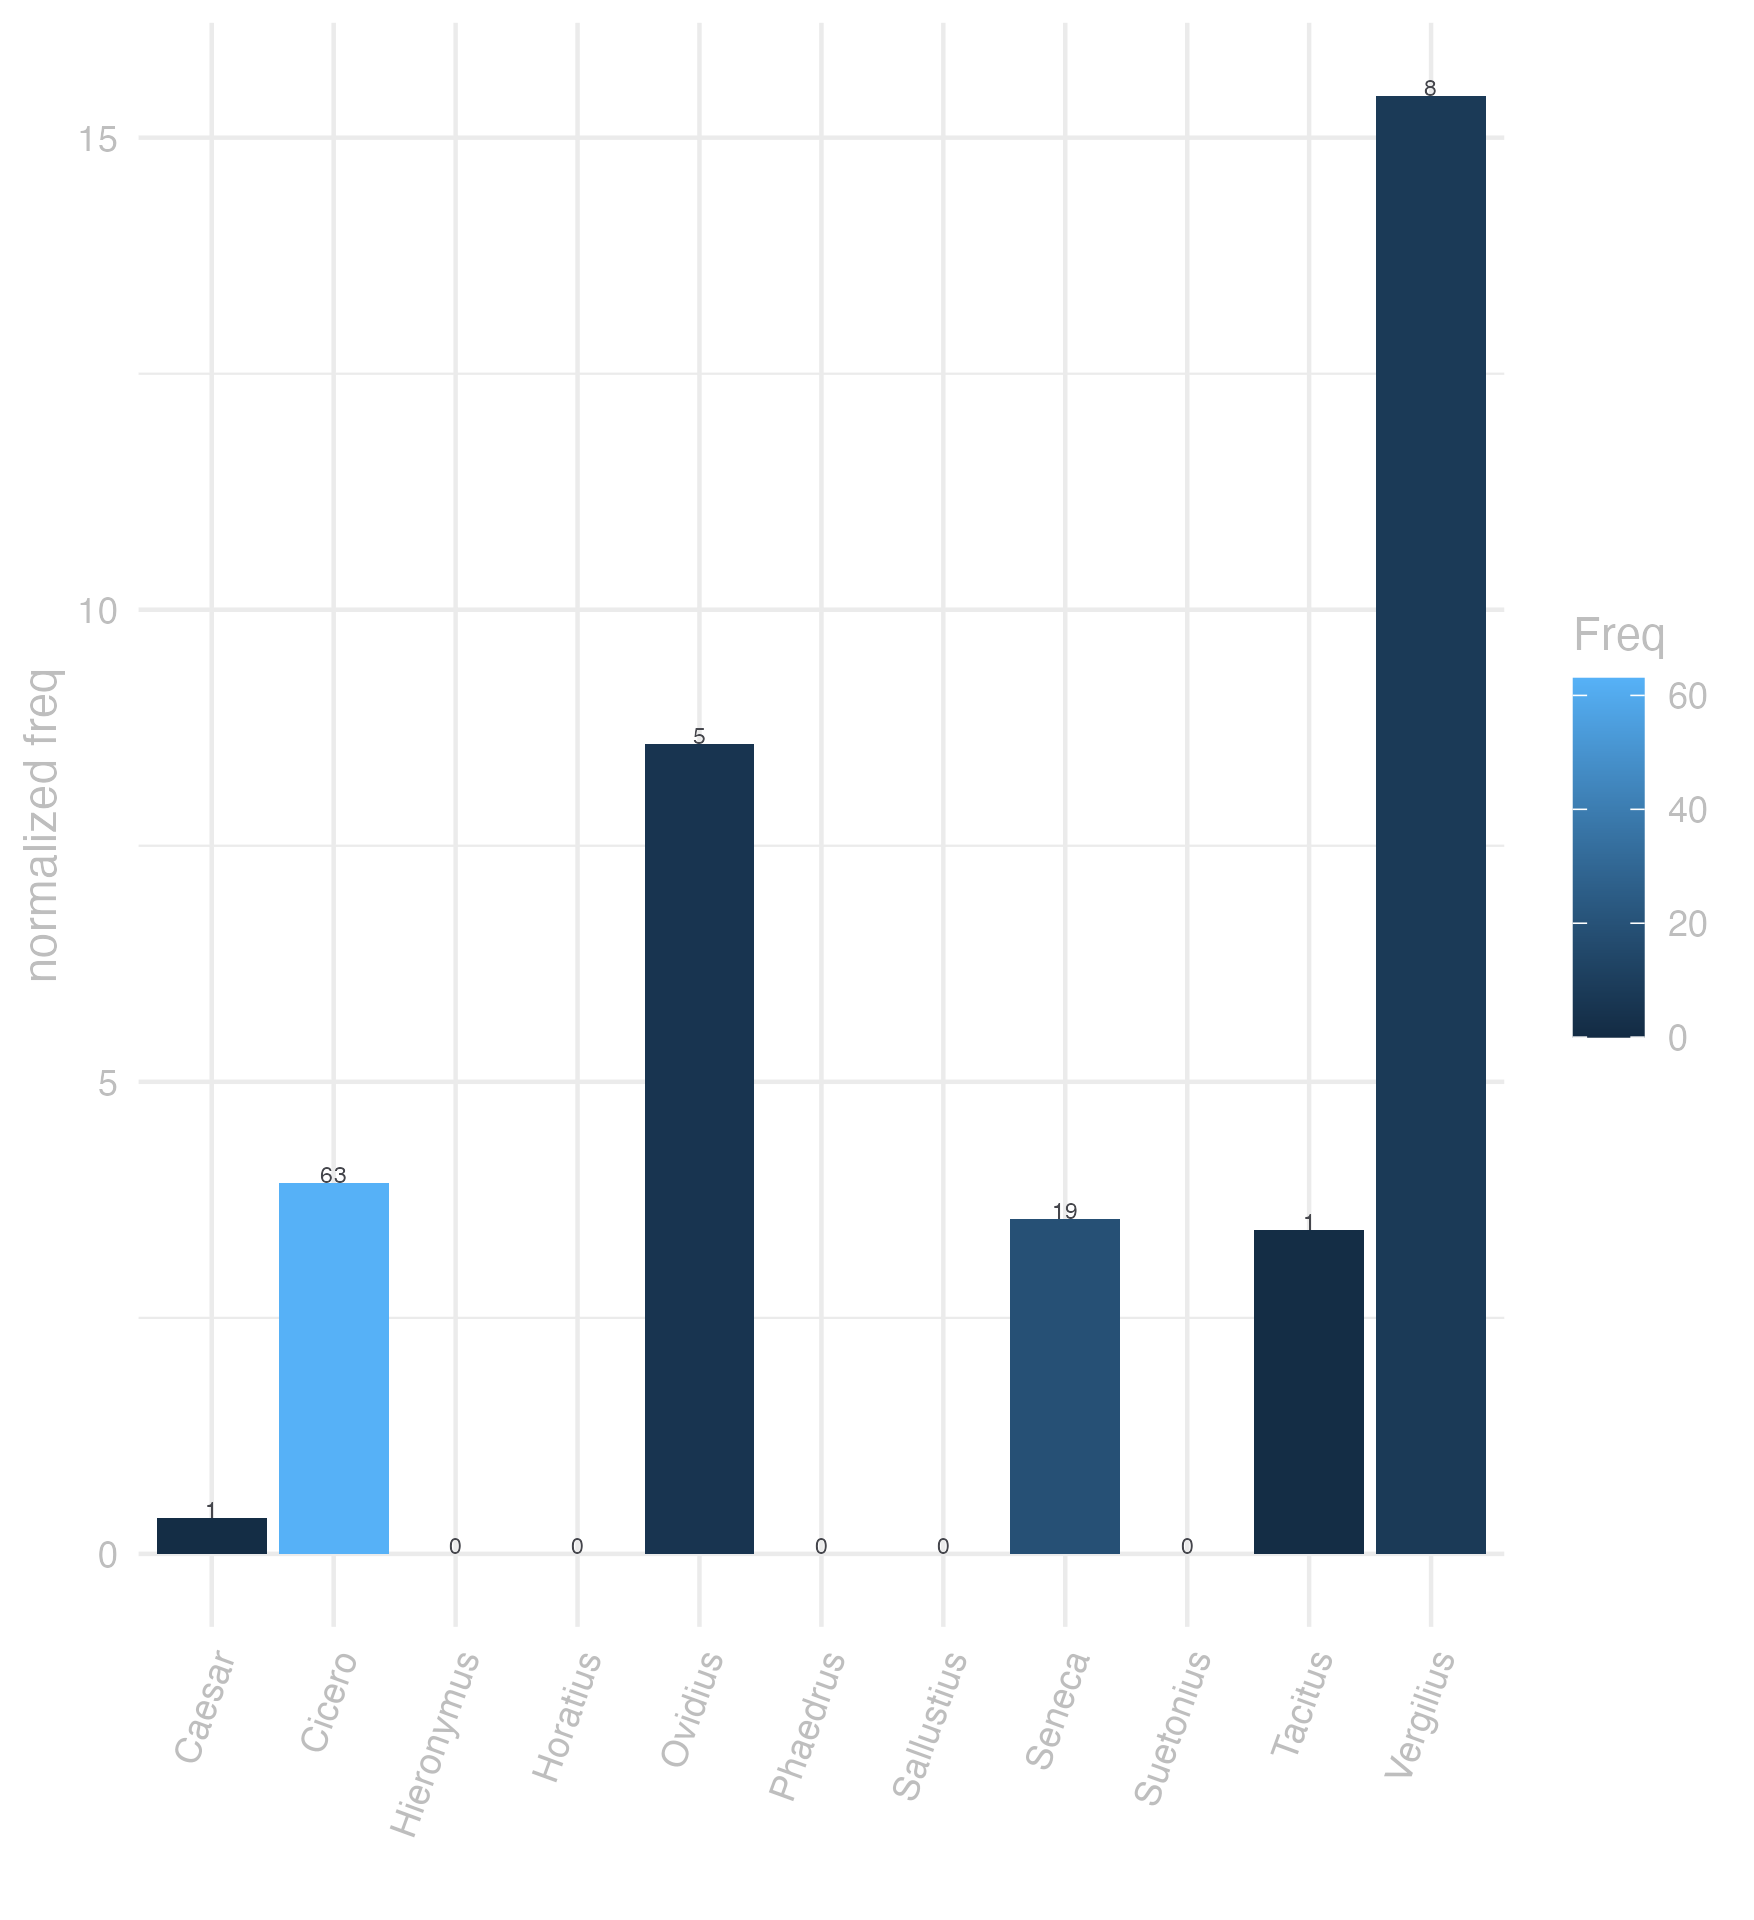 8
15
10
5
63
19
1
1
5
0
0
0
0
0
0
normalized freq
Freq
60
40
20
0
Caesar
Cicero
Hieronymus
Horatius
Ovidius
Phaedrus
Sallustius
Seneca
Suetonius
Tacitus
Vergilius